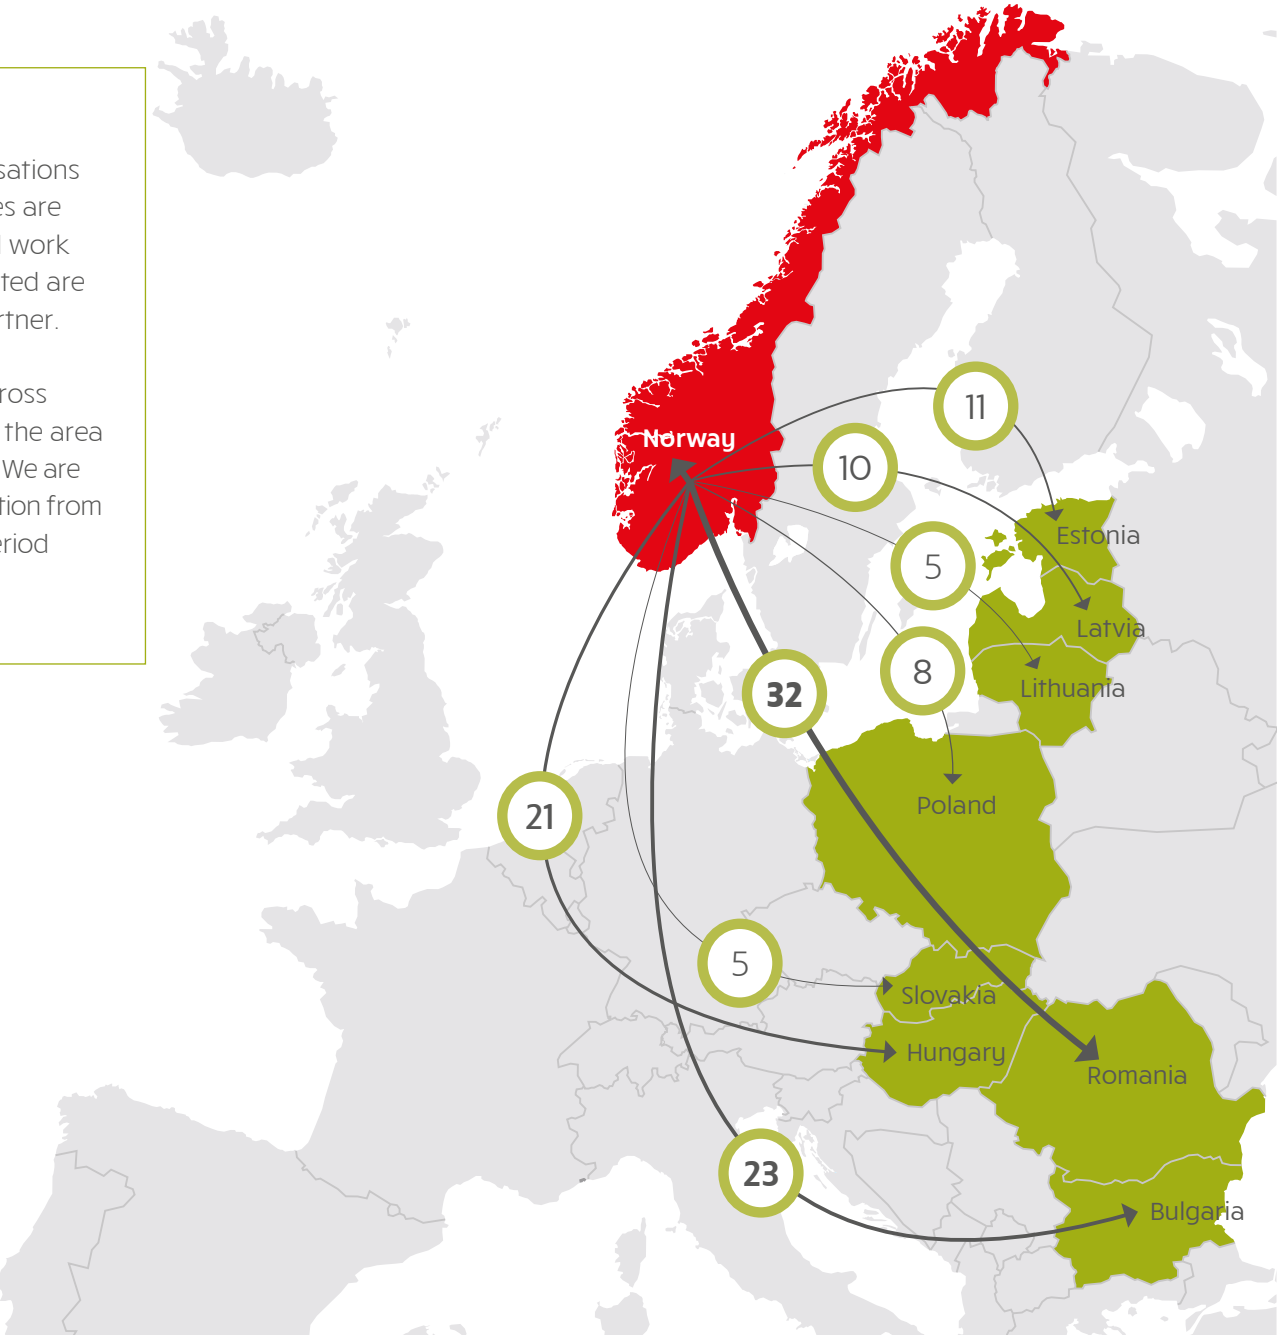 sations
es are
work
ted are
rtner.
ross
the area
We are
tion from
eriod
Norway
11
10
Estonia
5
Latvia
8
Lithuania
32
Poland
21
5
Slovakia
Hungary
Romania
23
Bulgaria